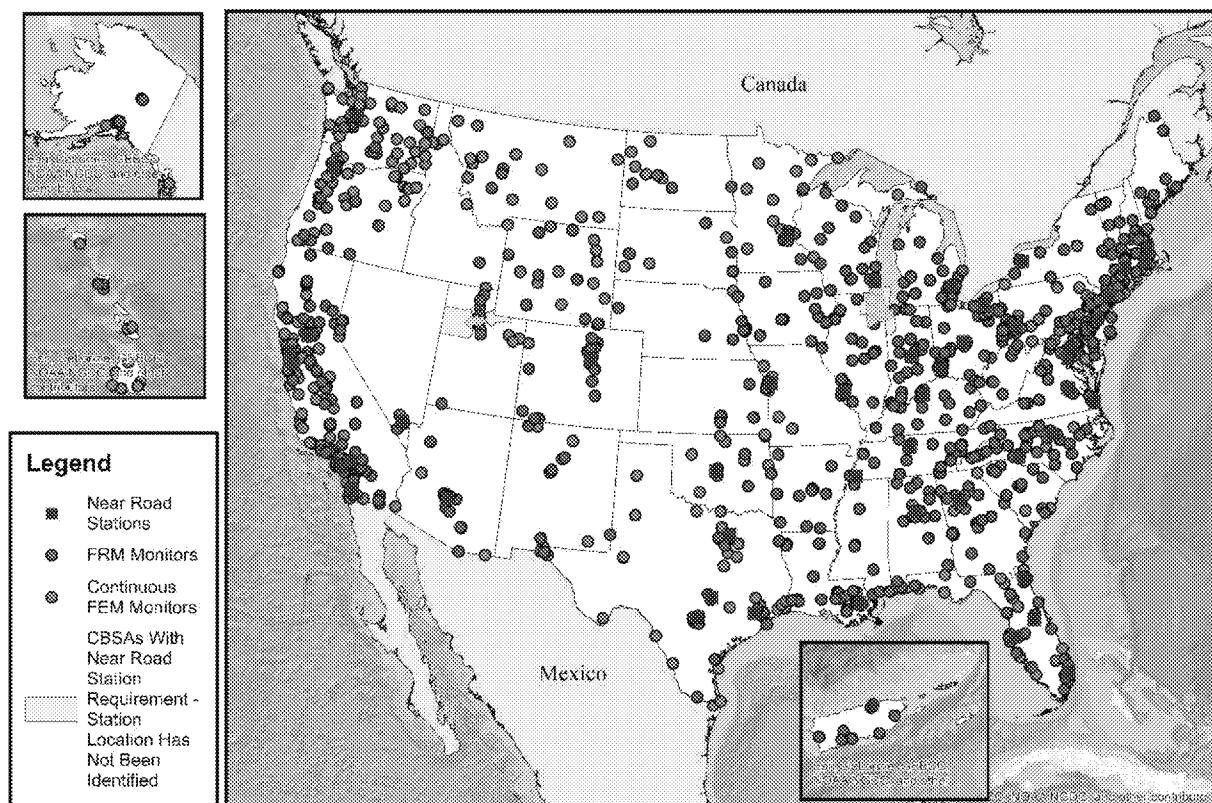 Canada
Mexico
Legend
Near Road
Stations
FRM Monitors
Continuous
FEM Monitors
CBSAs With
Near Road
Station
Requirement -
Station
Location Has
Not Been
Identified